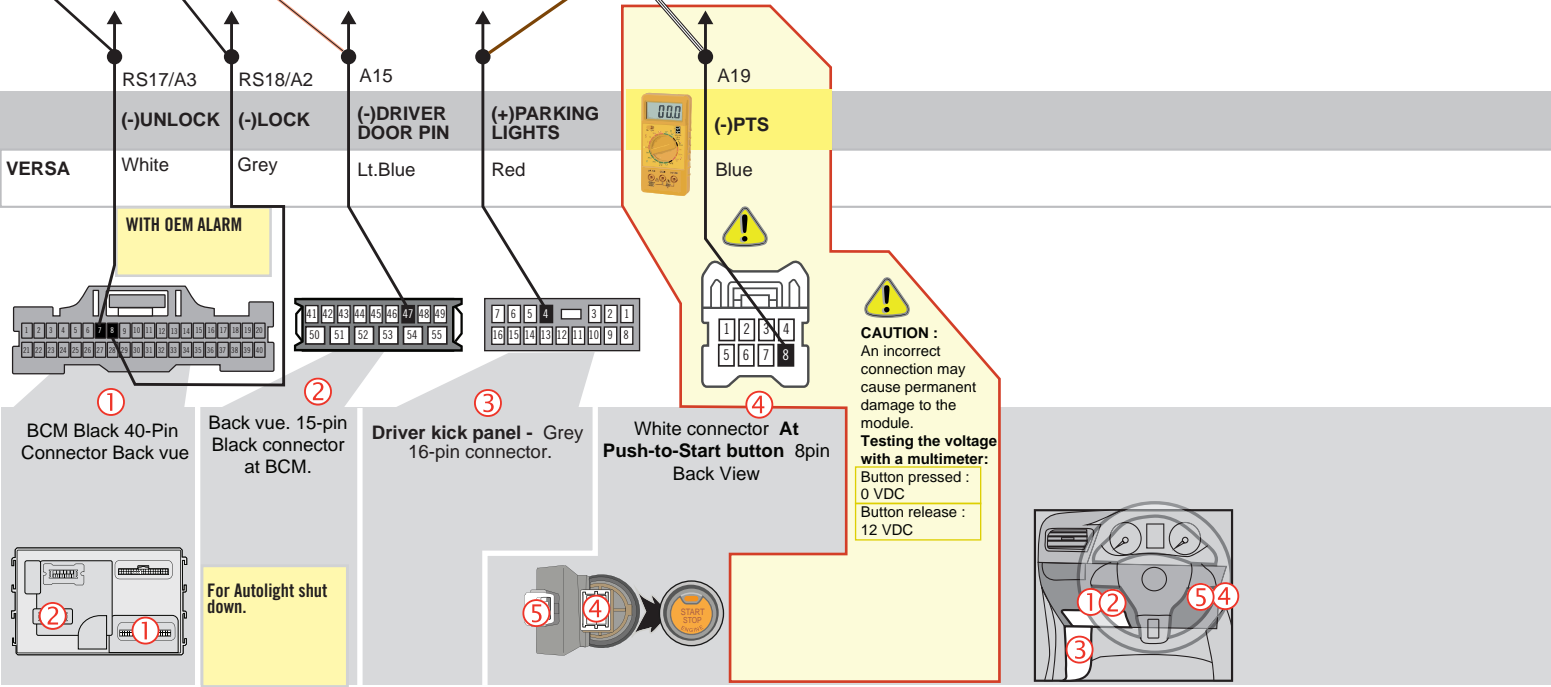 RS17/A3
RS18/A2
A15
A19
(-)UNLOCK
(-)LOCK
(-)DRIVER
DOOR PIN
(+)PARKING
LIGHTS
00.0
(-)PTS
VERSA
White
Grey
Lt.Blue
Red
Blue
WITH OEM ALARM
1 2 3 4 5 6 7 8 9 10 11 12 13 14 15 16 17 18 19 20
21 22 23 24 25 26 27 28 29 30 31 32 33 34 35 36 37 38 39 40
41 42 43 44 45 46 47 48 49
50 51 52 53 54 55
7 6 5 4 3 2 1
16 15 14 13 12 11 10 9 8
1 2 3 4
5 6 7 8
CAUTION :
An incorrect
connection may
cause permanent
damage to the
module.
Testing the voltage
with a multimeter:
Button pressed :
0 VDC
Button release :
12 VDC
1
BCM Black 40-Pin
Connector Back vue
2
Back vue. 15-pin
Black connector
at BCM.
3
Driver kick panel - Grey
16-pin connector.
4
White connector At
Push-to-Start button 8pin
Back View
2
1
For Autolight shut
down.
5
4
START
STOP
ENGINE
1 2
5 4
3